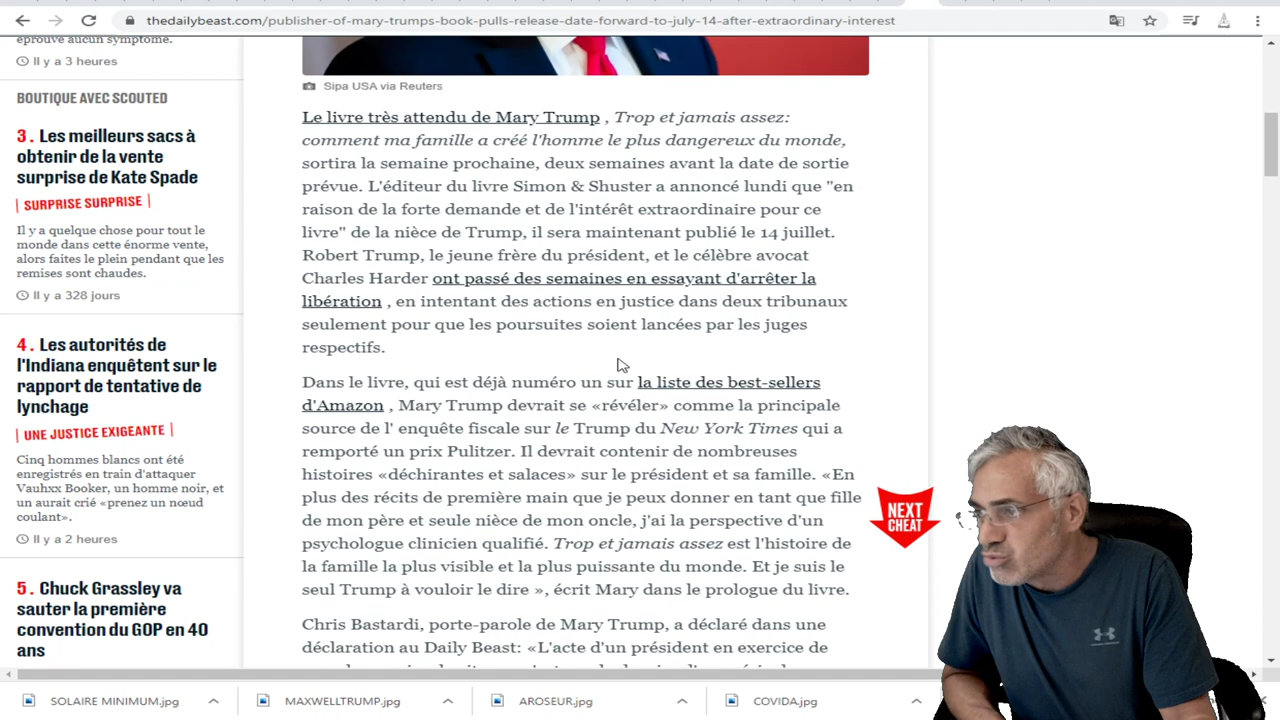 thedailybeast.com/publisher-of-mary-trumps-book-pulls-release-date-forward-to-july-14-after-extraordinary-interest
éprouve aucun symptôme.
Il y a 3 heures
BOUTIQUE AVEC SCOUTED
3. Les meilleurs sacs à
obtenir de la vente
surprise de Kate Spade
SURPRISE SURPRISE
Il y a quelque chose pour tout le
monde dans cette énorme vente,
alors faites le plein pendant que les
remises sont chaudes.
Il y a 328 jours
4. Les autorités de
l'Indiana enquêtent sur le
rapport de tentative de
lynchage
UNE JUSTICE EXIGEANTE
Cinq hommes blancs ont été
enregistrés en train d'attaquer
Vauhxx Booker, un homme noir, et
un aurait crié «prenez un nœud
coulant».
Il y a 2 heures
5. Chuck Grassley va
sauter la première
convention du GOP en 40
ans
Sipa USA via Reuters
Le livre très attendu de Mary Trump , Trop et jamais assez:
comment ma famille a créé l'homme le plus dangereux du monde,
sortira la semaine prochaine, deux semaines avant la date de sortie
prévue. L'éditeur du livre Simon & Shuster a annoncé lundi que "en
raison de la forte demande et de l'intérêt extraordinaire pour ce
livre" de la nièce de Trump, il sera maintenant publié le 14 juillet.
Robert Trump, le jeune frère du président, et le célèbre avocat
Charles Harder ont passé des semaines en essayant d'arrêter la
libération , en intentant des actions en justice dans deux tribunaux
seulement pour que les poursuites soient lancées par les juges
respectifs.
Dans le livre, qui est déjà numéro un sur la liste des best-sellers
d'Amazon , Mary Trump devrait se «révéler» comme la principale
source de l' enquête fiscale sur le Trump du New York Times qui a
remporté un prix Pulitzer. Il devrait contenir de nombreuses
histoires «déchirantes et salaces» sur le président et sa famille. «En
plus des récits de première main que je peux donner en tant que fille
de mon père et seule nièce de mon oncle, j'ai la perspective d'un
psychologue clinicien qualifié. Trop et jamais assez est l'histoire de
la famille la plus visible et la plus puissante du monde. Et je suis le
seul Trump à vouloir le dire », écrit Mary dans le prologue du livre.
Chris Bastardi, porte-parole de Mary Trump, a déclaré dans une
déclaration au Daily Beast: «L'acte d'un président en exercice de
NEXT
CHEAT
SOLAIRE MINIMUM.jpg
MAXWELLTRUMP.jpg
AROSEUR.jpg
COVIDA.jpg